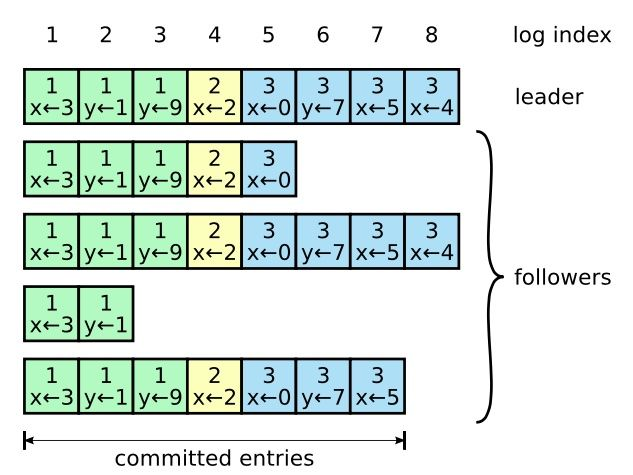 1 2 3 4 5 6 7 8 log index
1 1 1 2 3 3 3 3
x←3 y←1 y←9 x←2 x←0 y←7 x←5 x←4 leader
1 1 1 2 3
x←3 y←1 y←9 x←2 x←0
1 1 1 2 3 3 3 3
x←3 y←1 y←9 x←2 x←0 y←7 x←5 x←4
followers
1 1
x←3 y←1
1 1 1 2 3 3 3
x←3 y←1 y←9 x←2 x←0 y←7 x←5
committed entries